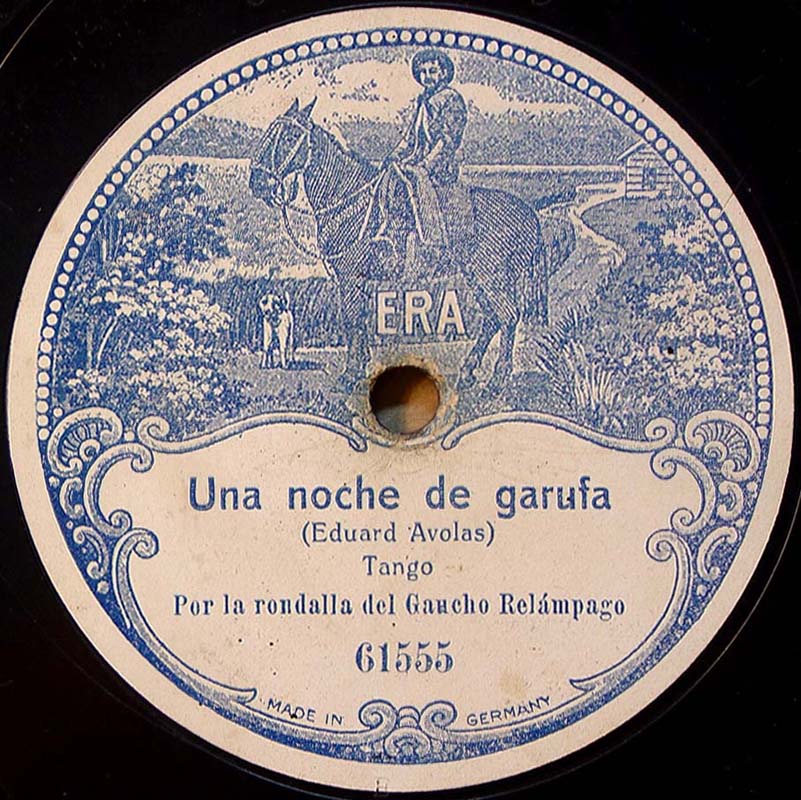 ERA
Una noche de garufa
(Eduard Avolas)
Tango
Por la rondalla del Gaucho Relámpago
61555
MADE IN GERMANY
E